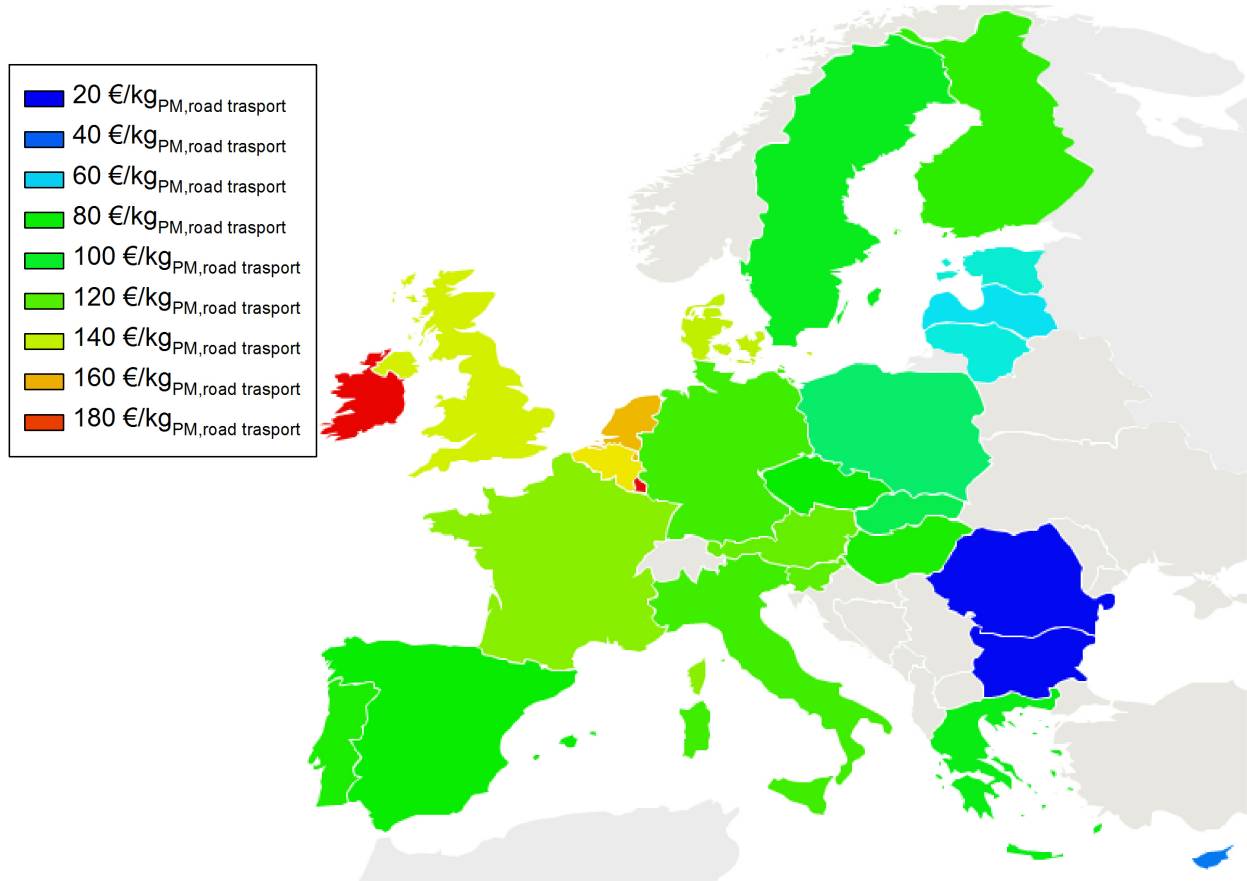 20 €/kgPM,road trasport
40 €/kgPM,road trasport
60 €/kgPM,road trasport
80 €/kgPM,road trasport
100 €/kgPM,road trasport
120 €/kgPM,road trasport
140 €/kgPM,road trasport
160 €/kgPM,road trasport
180 €/kgPM,road trasport